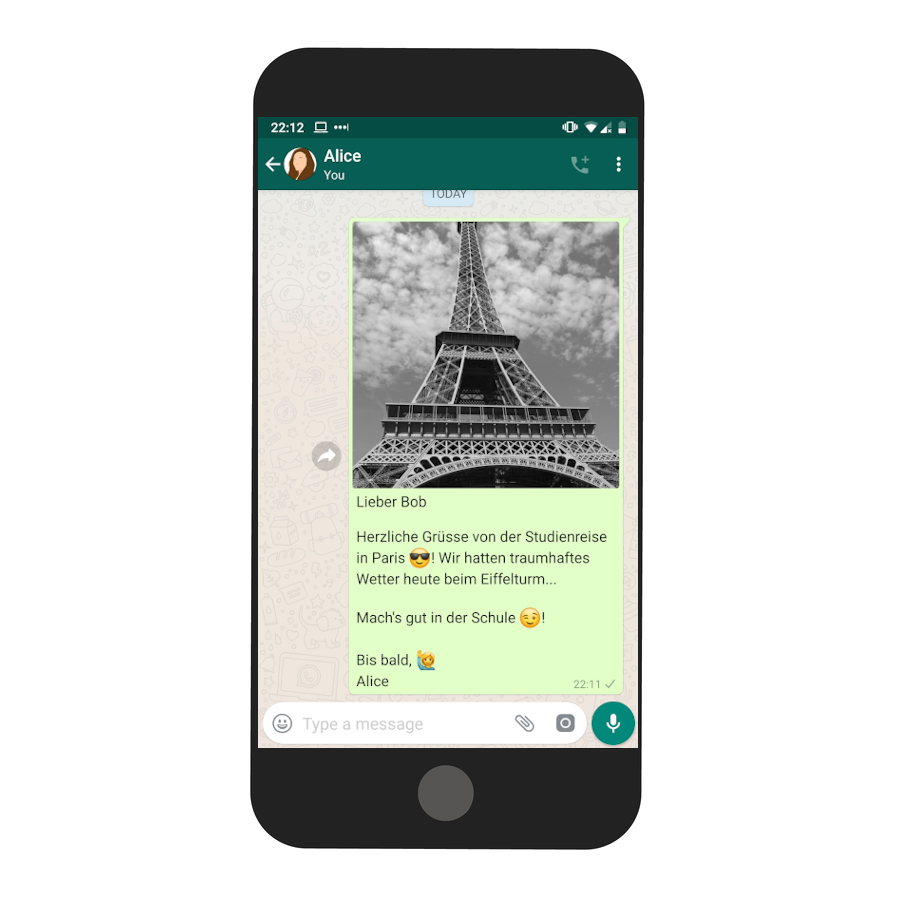 22:12
Alice
You
TODAY
Lieber Bob
Herzliche Grüsse von der Studienreise
in Paris 😎! Wir hatten traumhaftes
Wetter heute beim Eiffelturm...
Mach's gut in der Schule 😉!
Bis bald, 🙋
Alice
22:11
Type a message